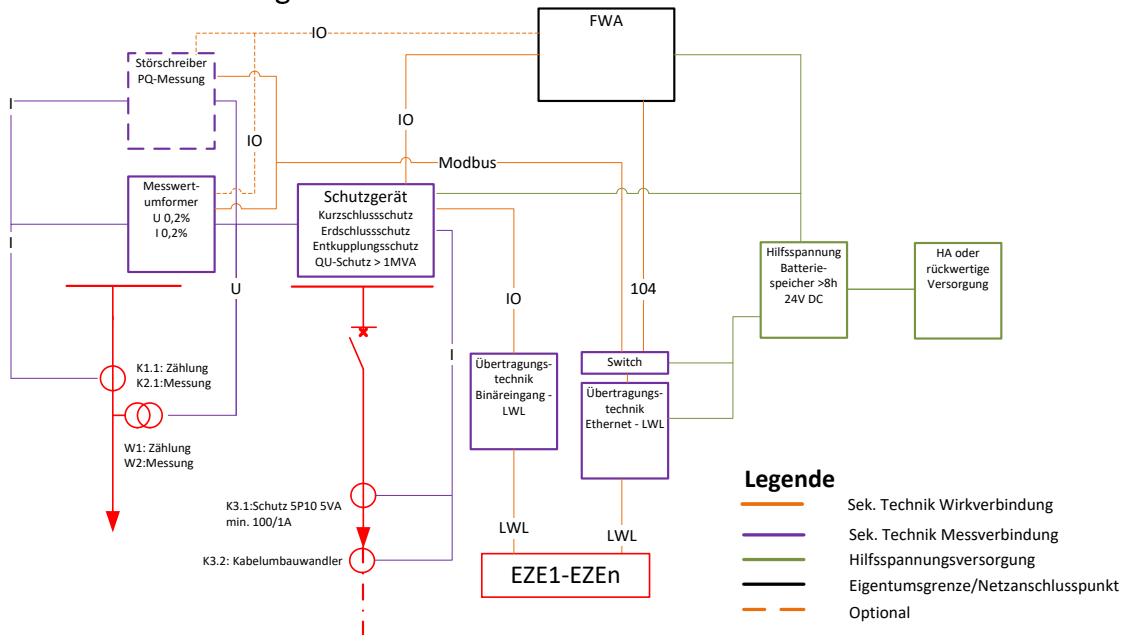 FWA
IO
Störschreiber
PQ-Messung
I
IO
IO
Modbus
Messwert-
umformer
U 0,2%
I 0,2%
Schutzgerät
Kurzschlussschutz
Erdschlussschutz
Entkupplungsschutz
QU-Schutz > 1MVA
I
Hilfsspannung
Batterie-
speicher >8h
24V DC
HA oder
rückwertige
Versorgung
U
IO
104
I
K1.1: Zählung
K2.1:Messung
Übertragungs-
technik
Binäreingang -
LWL
Switch
Übertragungs-
technik
Ethernet - LWL
W1: Zählung
W2:Messung
K3.1:Schutz 5P10 5VA
min. 100/1A
K3.2: Kabelumbauwandler
LWL
LWL
EZE1-EZEn
Legende
Sek. Technik Wirkverbindung
Sek. Technik Messverbindung
Hilfsspannungsversorgung
Eigentumsgrenze/Netzanschlusspunkt
Optional